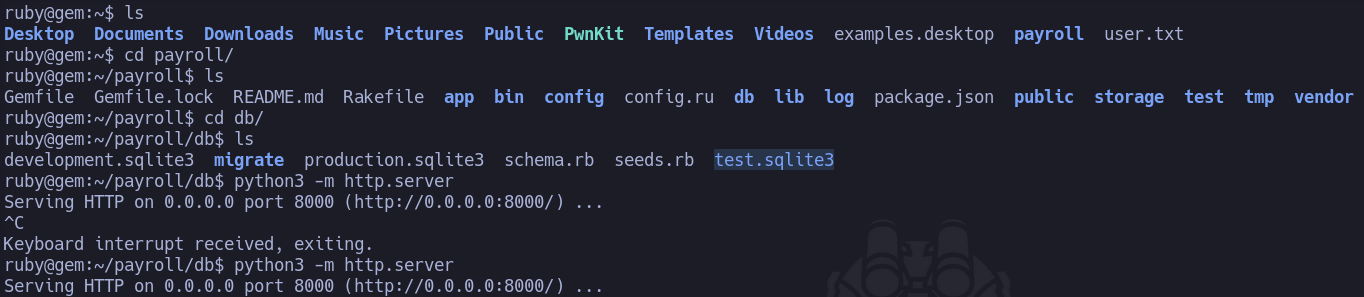 ruby@gem:~$ ls
Desktop  Documents  Downloads  Music  Pictures  Public  PwnKit  Templates  Videos  examples.desktop  payroll  user.txt
ruby@gem:~$ cd payroll/
ruby@gem:~/payroll$ ls
Gemfile  Gemfile.lock  README.md  Rakefile  app  bin  config  config.ru  db  lib  log  package.json  public  storage  test  tmp  vendor
ruby@gem:~/payroll$ cd db/
ruby@gem:~/payroll/db$ ls
development.sqlite3  migrate  production.sqlite3  schema.rb  seeds.rb  test.sqlite3
ruby@gem:~/payroll/db$ python3 -m http.server
Serving HTTP on 0.0.0.0 port 8000 (http://0.0.0.0:8000/) ...
^C
Keyboard interrupt received, exiting.
ruby@gem:~/payroll/db$ python3 -m http.server
Serving HTTP on 0.0.0.0 port 8000 (http://0.0.0.0:8000/) ...